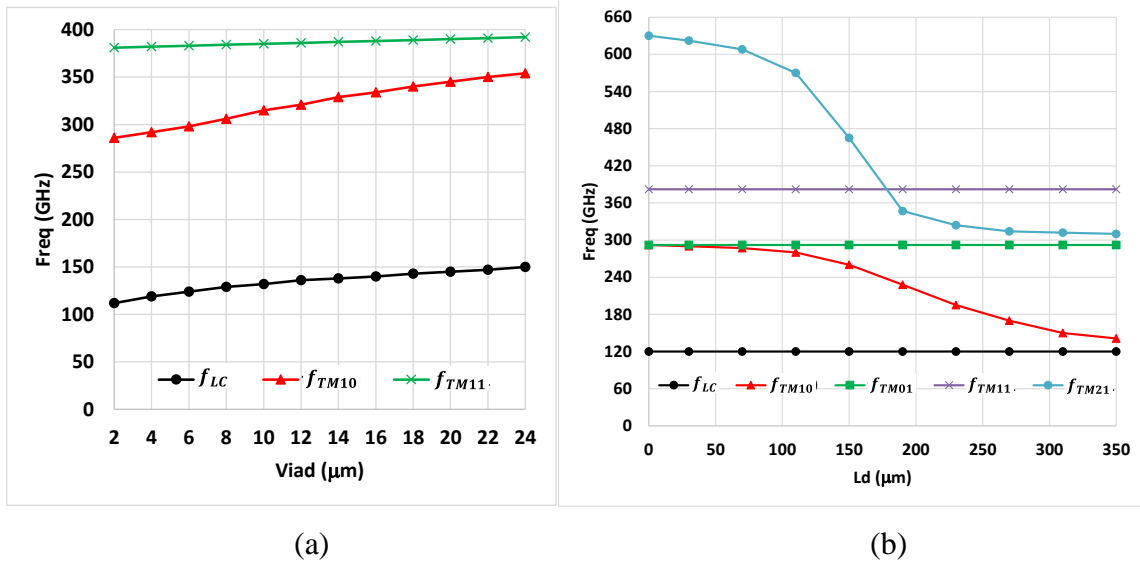 400
350
300
250
200
150
100
50
0
Freq (GHz)
f_LC f_TM10 f_TM11
2 4 6 8 10 12 14 16 18 20 22 24
Viad (μm)
(a)
660
600
540
480
420
360
300
240
180
120
60
0
Freq (GHz)
f_LC f_TM10 f_TM01 f_TM11 f_TM21
0 50 100 150 200 250 300 350
Ld (μm)
(b)